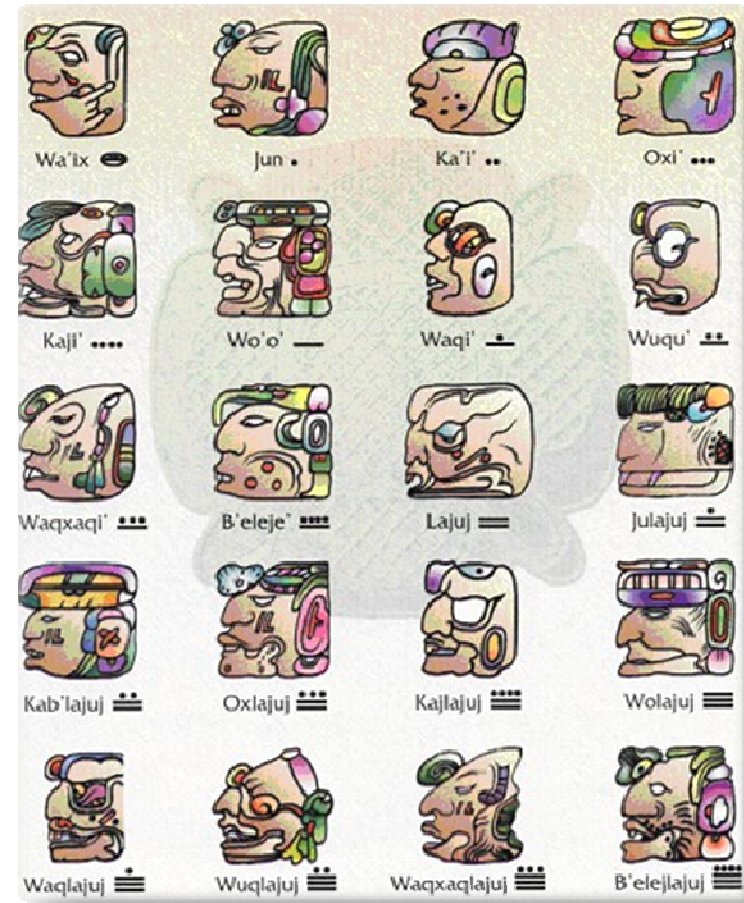 Wa'ix Jun Ka'i' Oxi'
Kaji' Wo'o' Waqi' Wuqu'
Waqxaqi' B'eleje' Lajuj Julajuj
Kab'lajuj Oxlajuj Kajlajuj Wolajuj
Waqlajuj Wuqlajuj Waqxaqlajuj B'elejlajuj